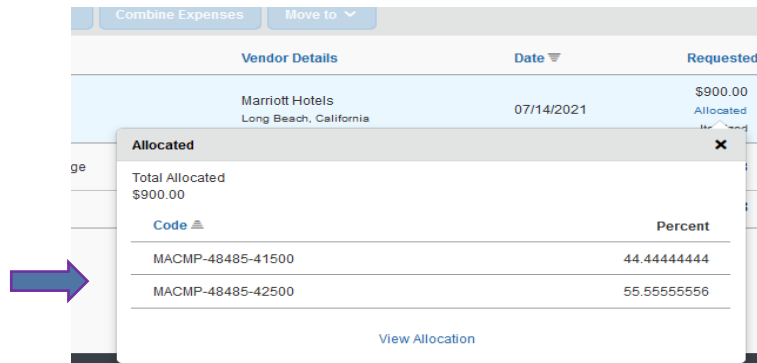 Combine Expenses Move to
Vendor Details Date Requested
$900.00
Marriott Hotels 07/14/2021 Allocated
Long Beach, California
Itemized
Allocated
ge
Total Allocated
$900.00
Code Percent
MACMP-48485-41500 44.44444444
MACMP-48485-42500 55.55555556
View Allocation